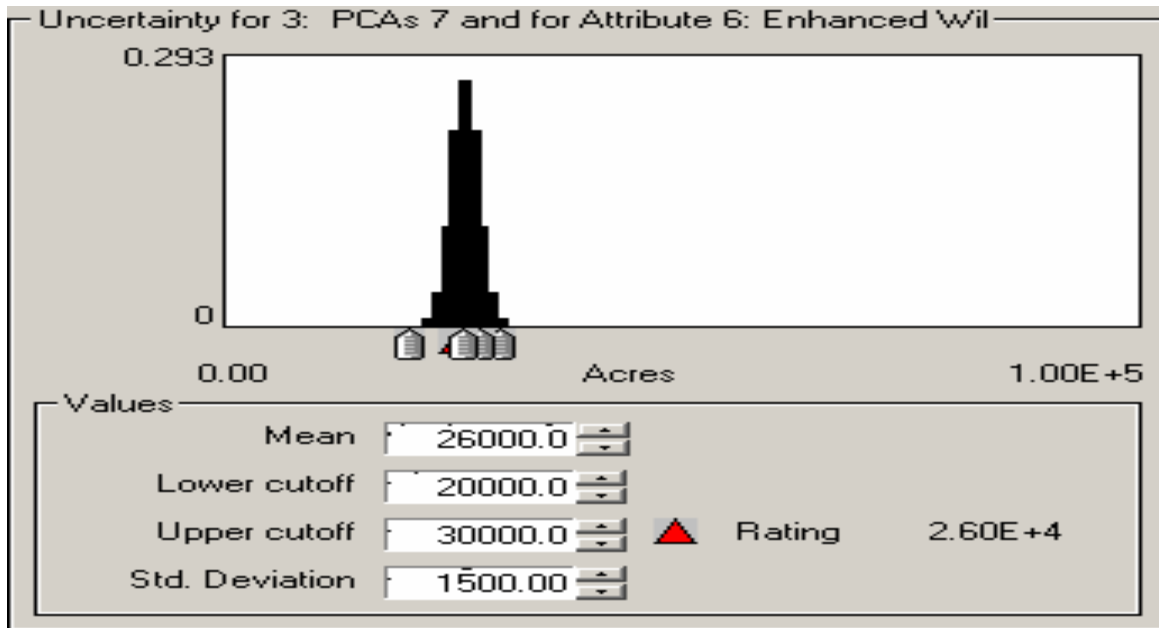 Uncertainty for 3: PCAs 7 and for Attribute 6: Enhanced Wil
0.293
0
0.00 Acres 1.00E+5
Values
Mean 26000.0
Lower cutoff 20000.0
Upper cutoff 30000.0 Rating 2.60E+4
Std. Deviation 1500.00